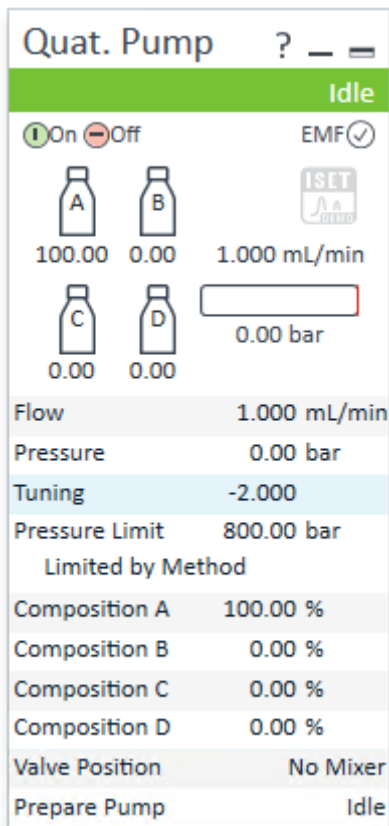 Quat. Pump ?
Idle
On Off EMF
A B ISET DEMO
100.00 0.00 1.000 mL/min
C D
0.00 bar
0.00 0.00
Flow 1.000 mL/min
Pressure 0.00 bar
Tuning -2.000
Pressure Limit 800.00 bar
Limited by Method
Composition A 100.00 %
Composition B 0.00 %
Composition C 0.00 %
Composition D 0.00 %
Valve Position No Mixer
Prepare Pump Idle